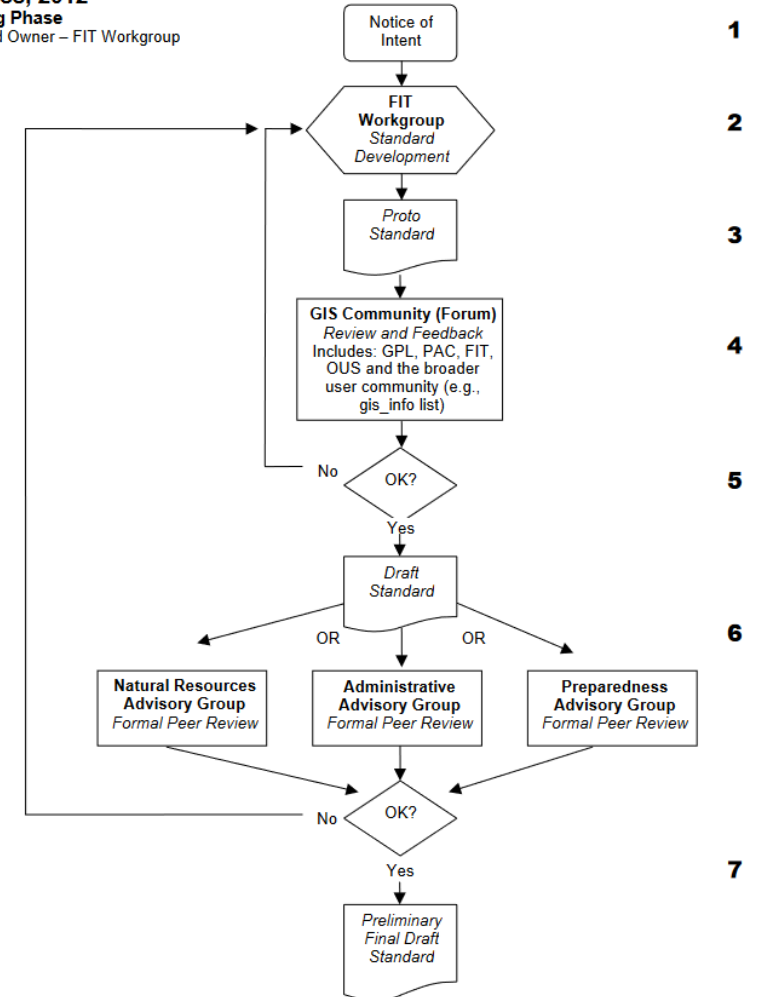 2012
g Phase
d Owner – FIT Workgroup
Notice of
Intent
1
FIT
Workgroup
Standard
Development
2
Proto
Standard
3
GIS Community (Forum)
Review and Feedback
Includes: GPL, PAC, FIT,
OUS and the broader
user community (e.g.,
gis_info list)
4
No
OK?
5
Yes
Draft
Standard
OR
OR
6
Natural Resources
Advisory Group
Formal Peer Review
Administrative
Advisory Group
Formal Peer Review
Preparedness
Advisory Group
Formal Peer Review
No
OK?
Yes
7
Preliminary
Final Draft
Standard